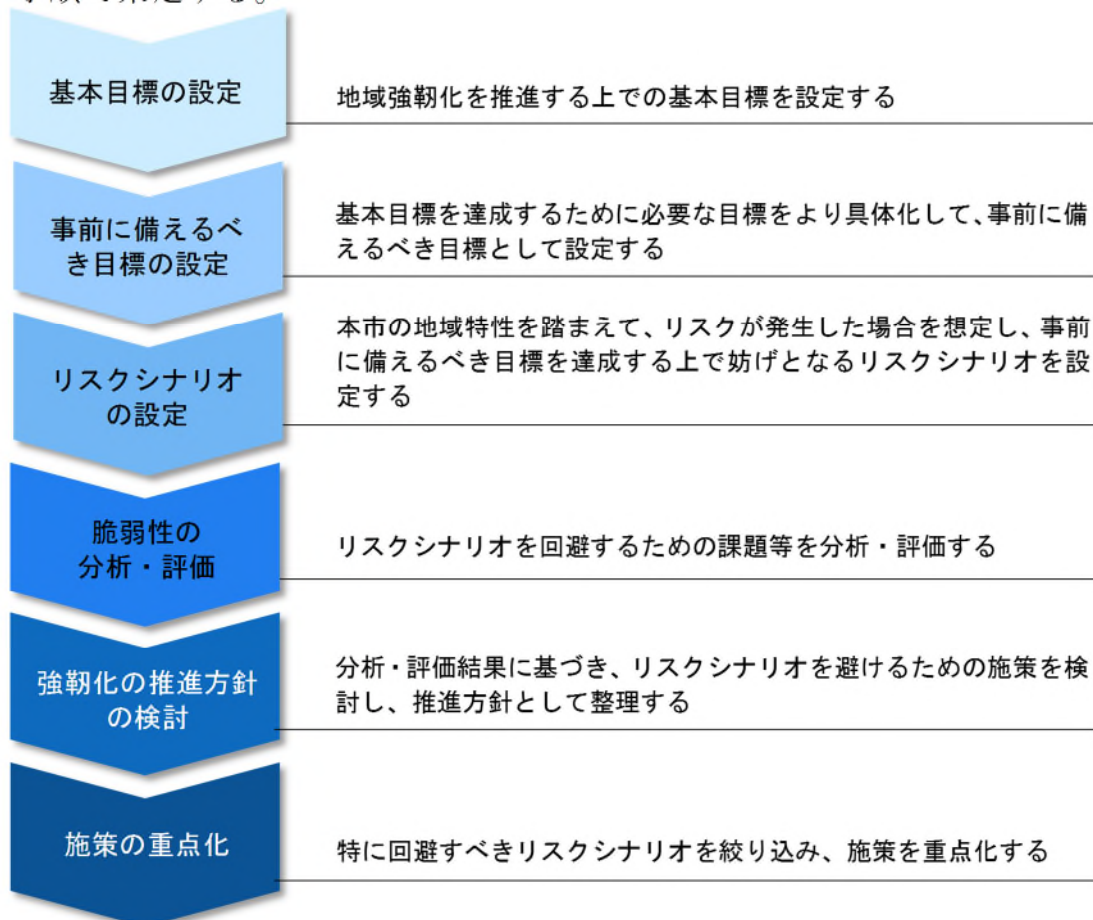 する。
基本目標の設定
地域強靭化を推進する上での基本目標を設定する
事前に備えるべ
き目標の設定
基本目標を達成するために必要な目標をより具体化して、事前に備
えるべき目標として設定する
リスクシナリオ
の設定
本市の地域特性を踏まえて、リスクが発生した場合を想定し、事前
に備えるべき目標を達成する上で妨げとなるリスクシナリオを設
定する
脆弱性の
分析・評価
リスクシナリオを回避するための課題等を分析・評価する
強靭化の推進方針
の検討
分析・評価結果に基づき、リスクシナリオを避けるための施策を検
討し、推進方針として整理する
施策の重点化
特に回避すべきリスクシナリオを絞り込み、施策を重点化する